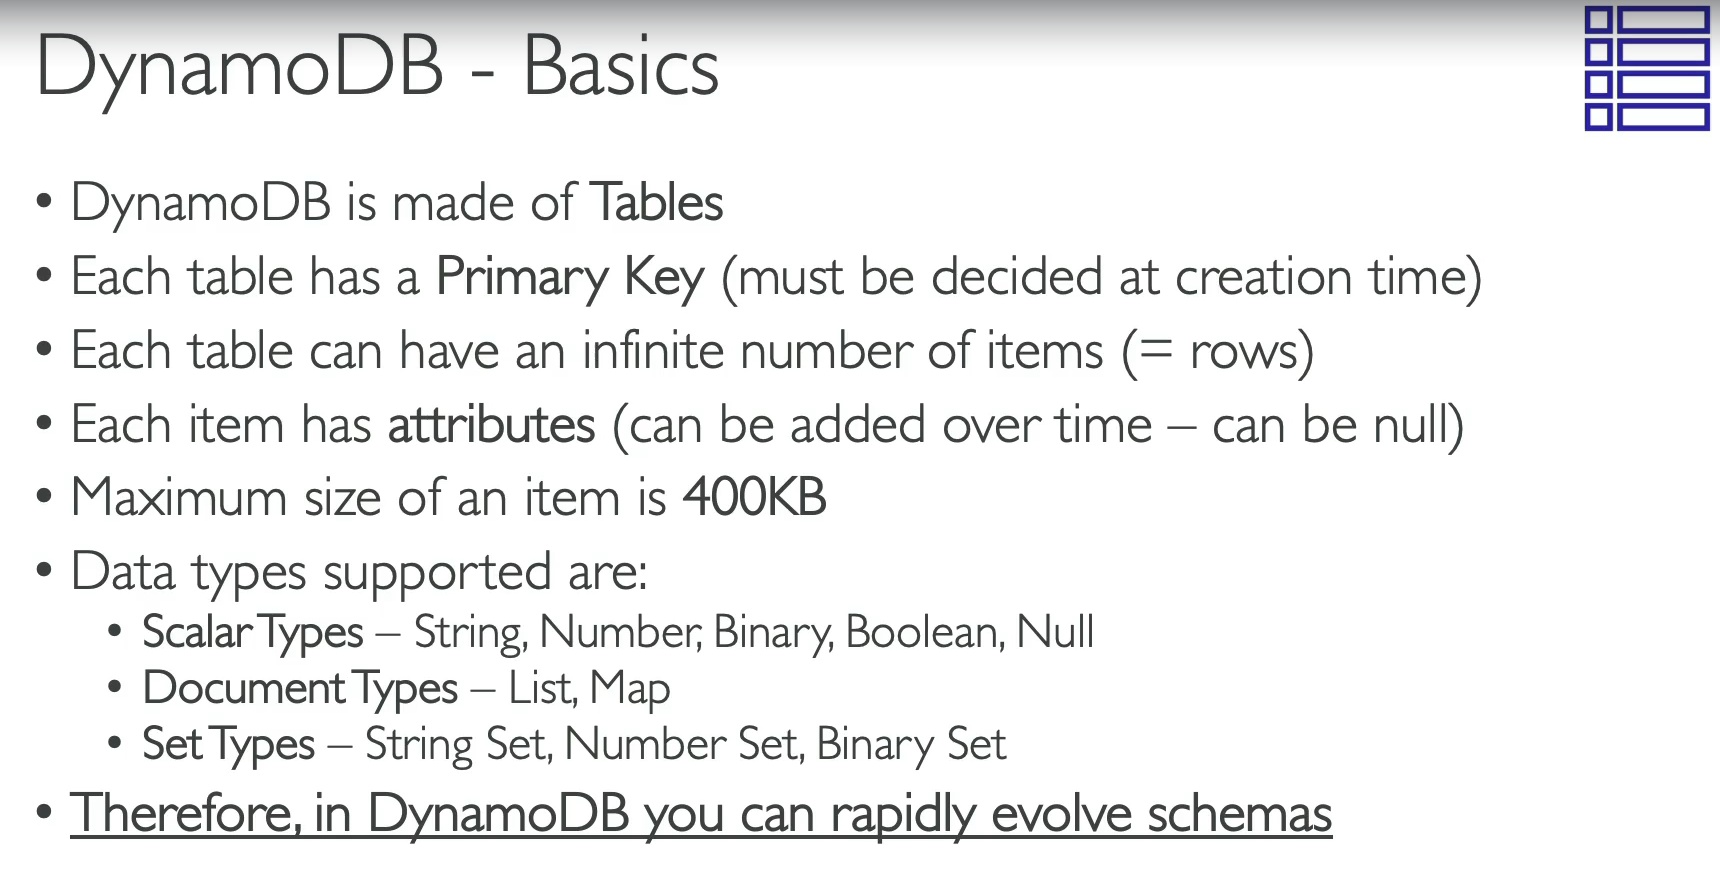 DynamoDB - Basics
• DynamoDB is made of Tables
• Each table has a Primary Key (must be decided at creation time)
• Each table can have an infinite number of items (= rows)
• Each item has attributes (can be added over time – can be null)
• Maximum size of an item is 400KB
• Data types supported are:
• Scalar Types – String, Number, Binary, Boolean, Null
• Document Types – List, Map
• Set Types – String Set, Number Set, Binary Set
• Therefore, in DynamoDB you can rapidly evolve schemas